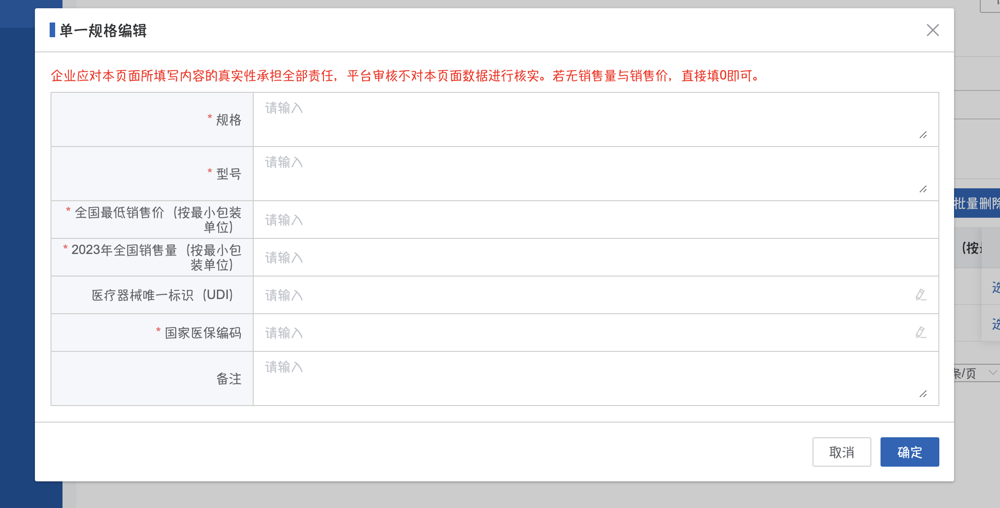 单一规格编辑
企业应对本页面所填写内容的真实性承担全部责任，平台审核不对本页面数据进行核实。若无销售量与销售价，直接填0即可。
* 规格
请输入
* 型号
请输入
* 全国最低销售价（按最小包装
单位）
请输入
* 2023年全国销售量（按最小包
装单位）
请输入
医疗器械唯一标识（UDI）
请输入
* 国家医保编码
请输入
备注
请输入
取消
确定
批量删除
（按
条/页